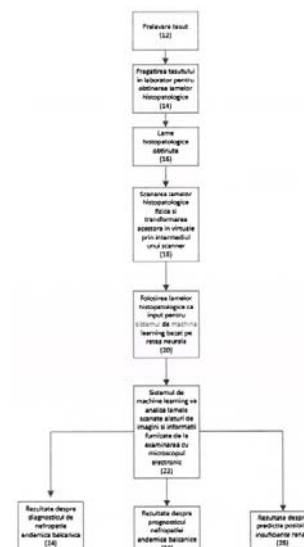 Prelevare tesut
(12)
Pregatirea tesutului
in laborator pentru
obtinerea lamelor
histopatologice
(14)
Lame
histopatologice
obtinute
(16)
Scanarea lamelor
histopatologice
fizice si
transformarea
acestora in virtuale
prin intermediul
unui scanner
(18)
Folosirea lamelor
histopatologice ca
input pentru
sistemul de machine
learning bazat pe
retea neurala
(20)
Sistemul de
machine learning va
analiza lamele
scanate alaturi de
imagini si informatii
furnizate de la
examinarea cu
microscopul
electronic
(22)
Rezultate despre
diagnosticul de
nefropatie
endemica balcanica
(24)
Rezultate despre
prognosticul
nefropatiei
endemice balcanice
Rezultate despre
predictia
insuficiente
(26)